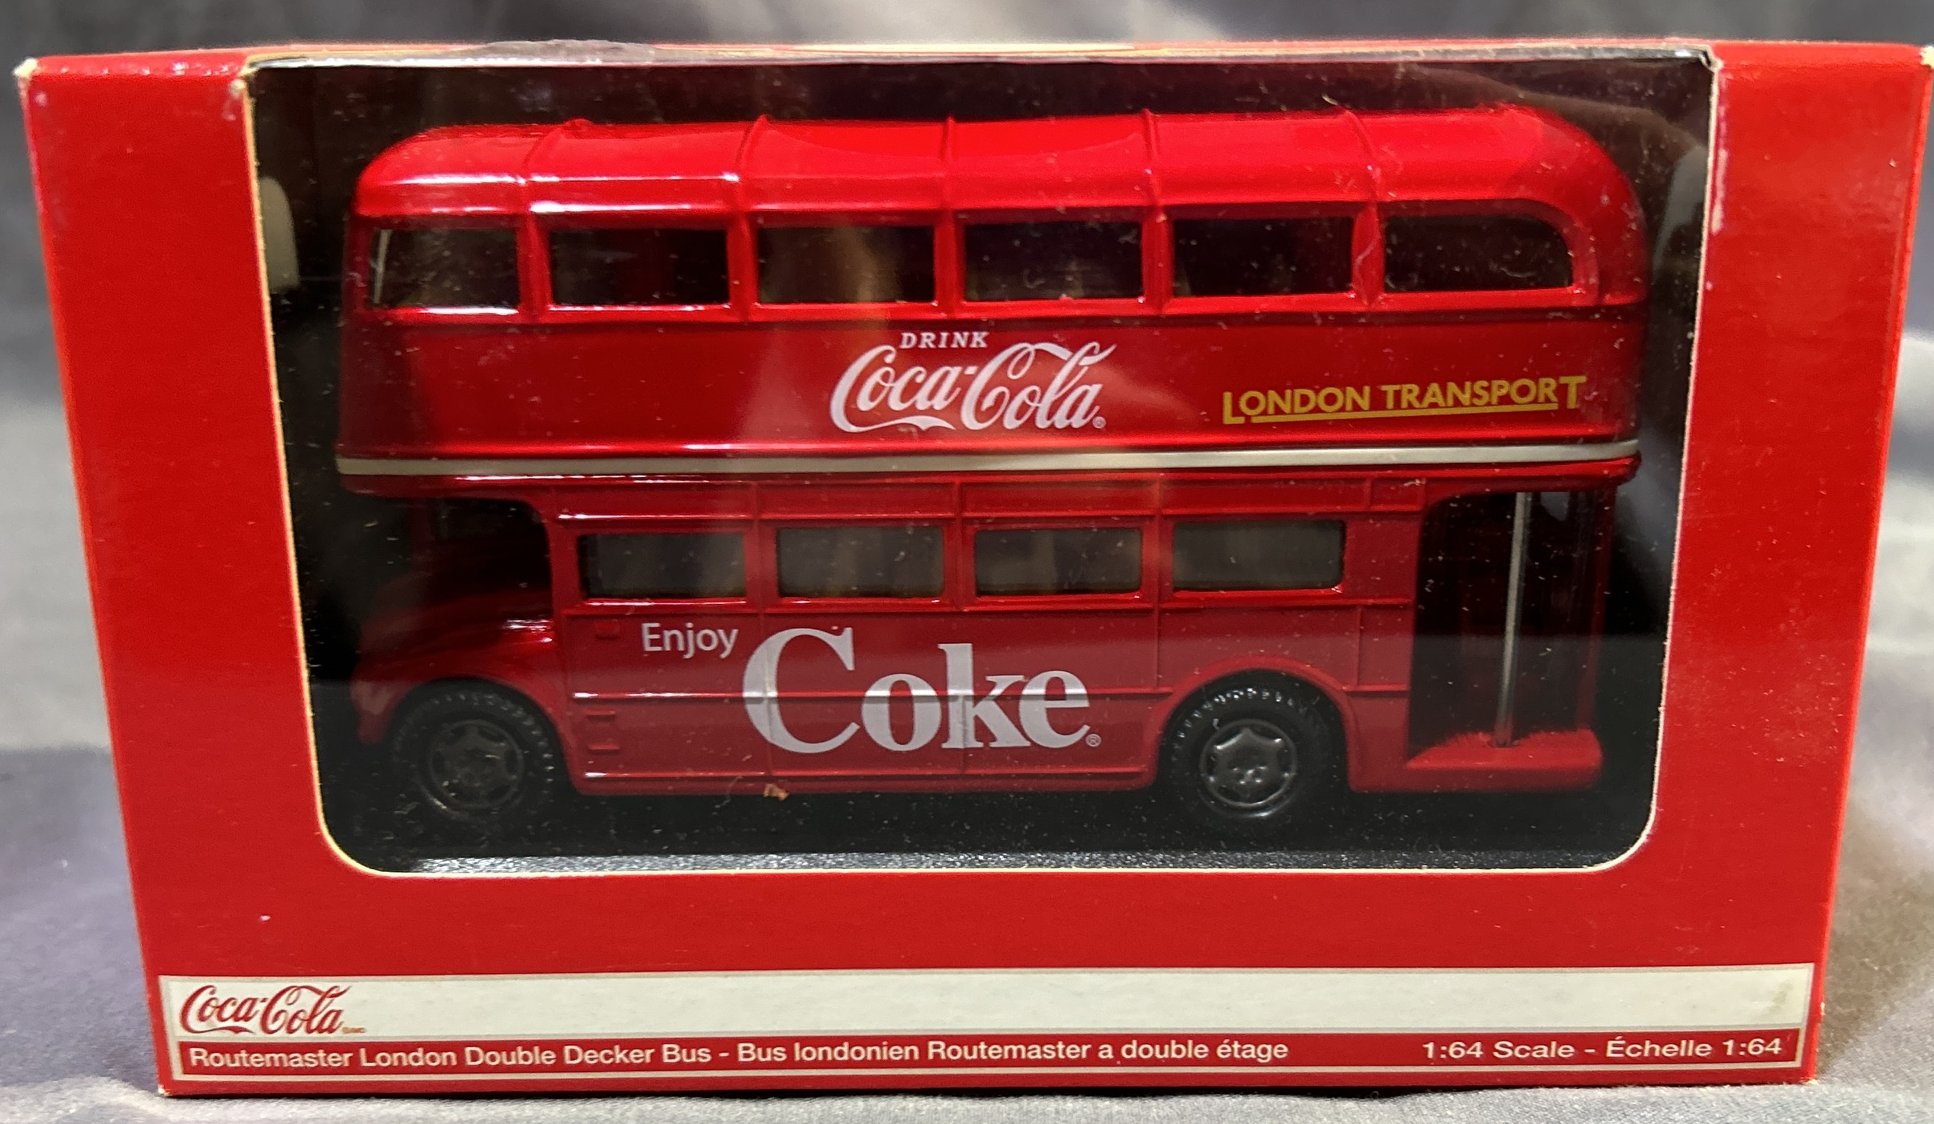 DRINK
Coca-Cola®
LONDON TRANSPORT
Enjoy Coke®
Coca-Cola
Routemaster London Double Decker Bus - Bus londonien Routemaster a double étage
1:64 Scale - Échelle 1:64